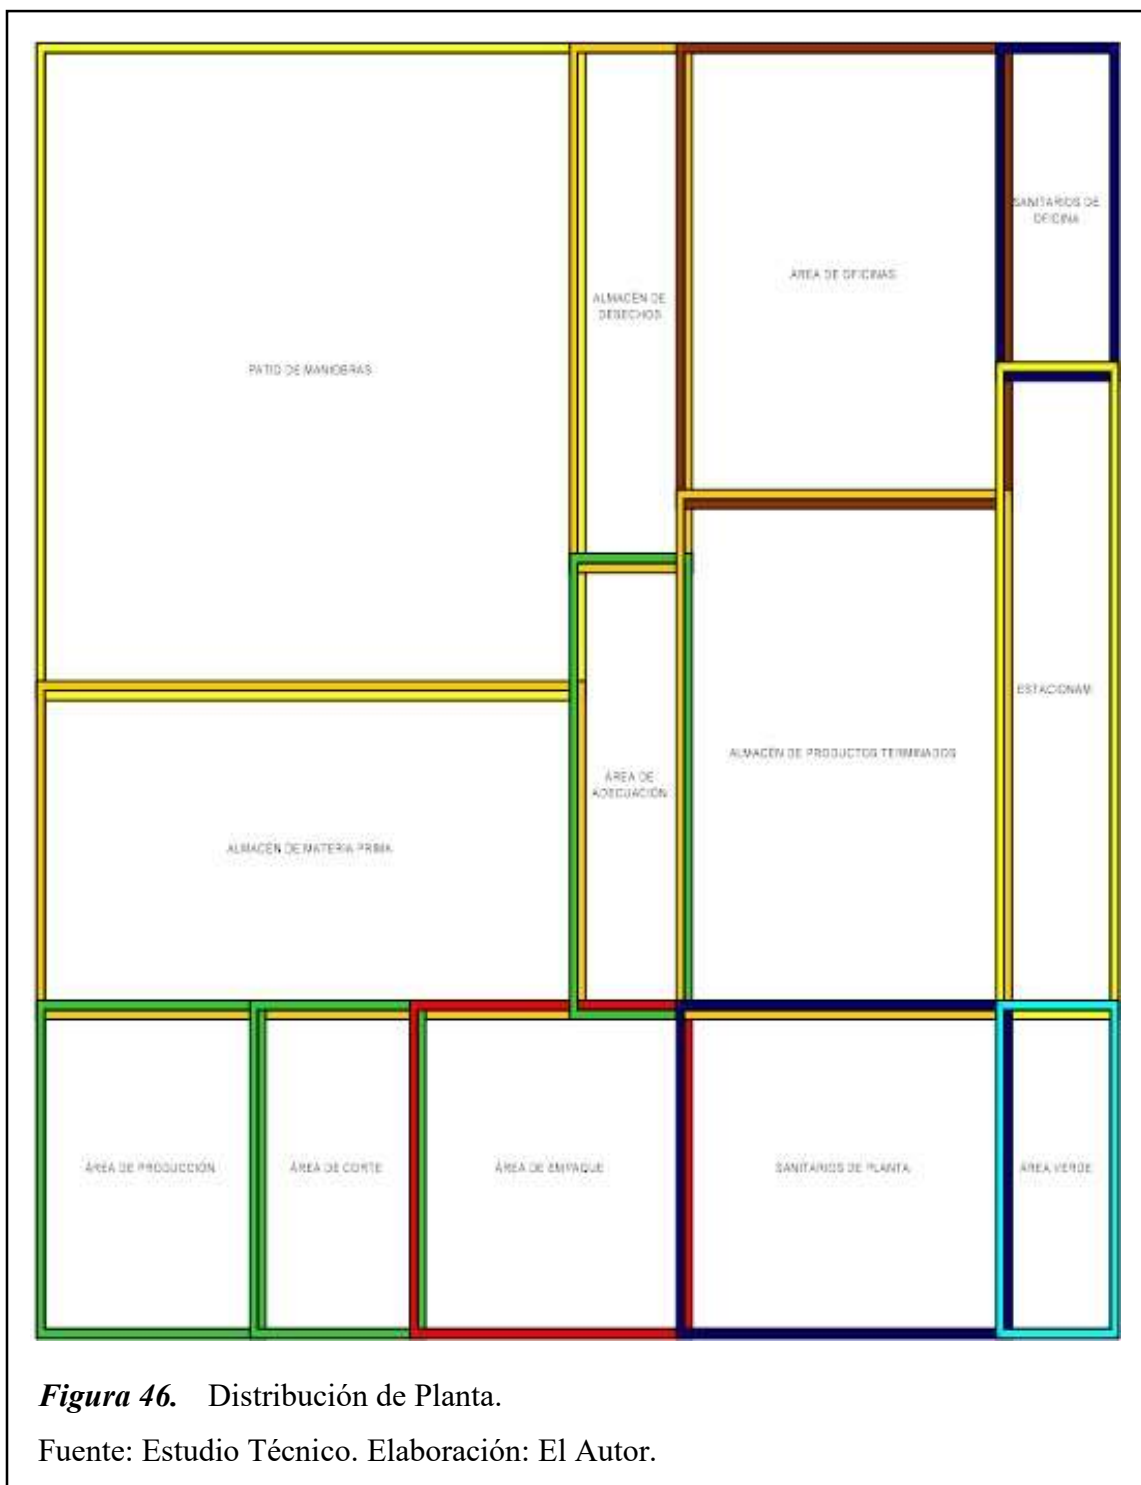 SANITARIOS DE
OFICINA
ÁREA DE OFICINAS
ALMACÉN DE
DESECHOS
PATIO DE MANIOBRAS
ESTACIONAM
ALMACÉN DE PRODUCTOS TERMINADOS
ÁREA DE
ADECUACIÓN
ALMACÉN DE MATERIA PRIMA
ÁREA DE PRODUCCIÓN
ÁREA DE CORTE
ÁREA DE EMPAQUE
SANITARIOS DE PLANTA
ÁREA VERDE
Figura 46. Distribución de Planta.
Fuente: Estudio Técnico. Elaboración: El Autor.